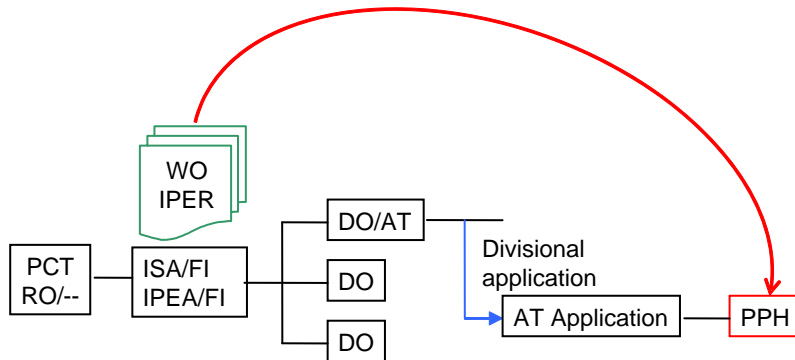 WO
IPER
DO/AT
Divisional
application
PCT
RO/--
ISA/FI
IPEA/FI
DO
AT Application
PPH
DO